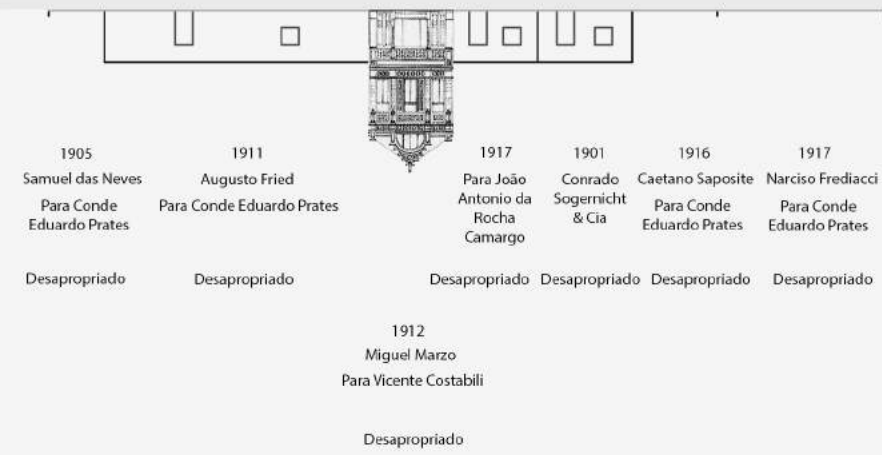 1905
Samuel das Neves
Para Conde
Eduardo Prates
Desapropriado
1911
Augusto Fried
Para Conde Eduardo Prates
Desapropriado
1912
Miguel Marzo
Para Vicente Costabili
Desapropriado
1917
Para João
Antonio da
Rocha
Camargo
Desapropriado
1901
Conrado
Sogernicht
& Cia
Desapropriado
1916
Caetano Saposite
Para Conde
Eduardo Prates
Desapropriado
1917
Narciso Frediacci
Para Conde
Eduardo Prates
Desapropriado